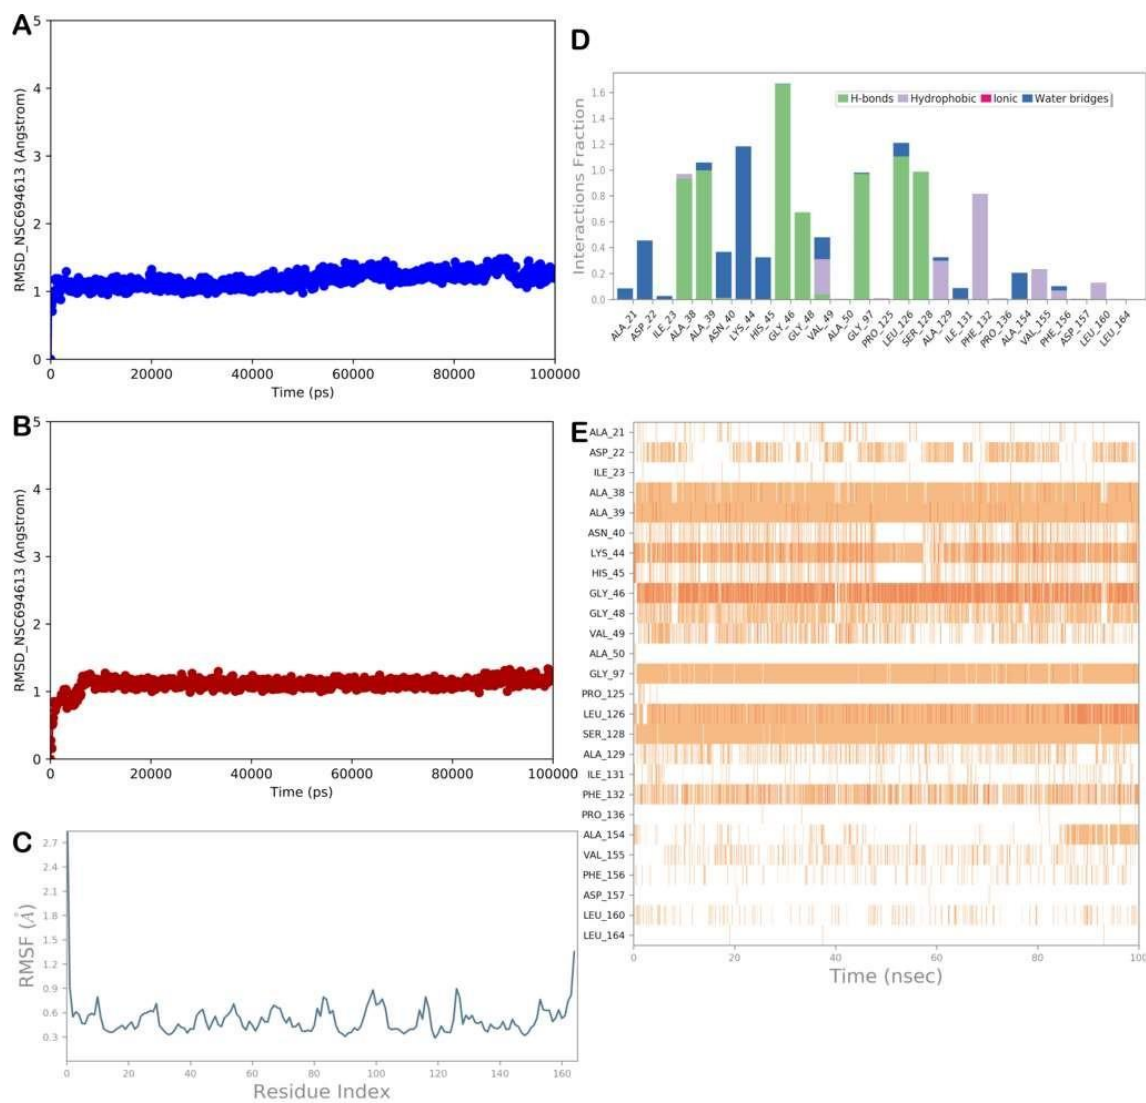 A
5
4
3
2
1
0
RMSD_NSC694613 (Angstrom)
0 20000 40000 60000 80000 100000
Time (ps)
B
5
4
3
2
1
0
RMSD_NSC694613 (Angstrom)
0 20000 40000 60000 80000 100000
Time (ps)
C
2.7
2.4
2.1
1.8
1.5
1.2
0.9
0.6
0.3
RMSF (Å)
0 20 40 60 80 100 120 140 160
Residue Index
D
H-bonds Hydrophobic Ionic Water bridges
1.6
1.4
1.2
1.0
0.8
0.6
0.4
0.2
0.0
Interactions Fraction
ALA_21 ASP_22 ILE_23 ALA_38 ALA_39 ASN_40 LYS_44 HIS_45 GLY_46 GLY_48 VAL_49 ALA_50 GLY_97 PRO_125 LEU_126 SER_128 ALA_129 ILE_131 PHE_132 PRO_136 ALA_154 VAL_155 PHE_156 ASP_157 LEU_160 LEU_164
E
ALA_21
ASP_22
ILE_23
ALA_38
ALA_39
ASN_40
LYS_44
HIS_45
GLY_46
GLY_48
VAL_49
ALA_50
GLY_97
PRO_125
LEU_126
SER_128
ALA_129
ILE_131
PHE_132
PRO_136
ALA_154
VAL_155
PHE_156
ASP_157
LEU_160
LEU_164
0 20 40 60 80 100
Time (nsec)